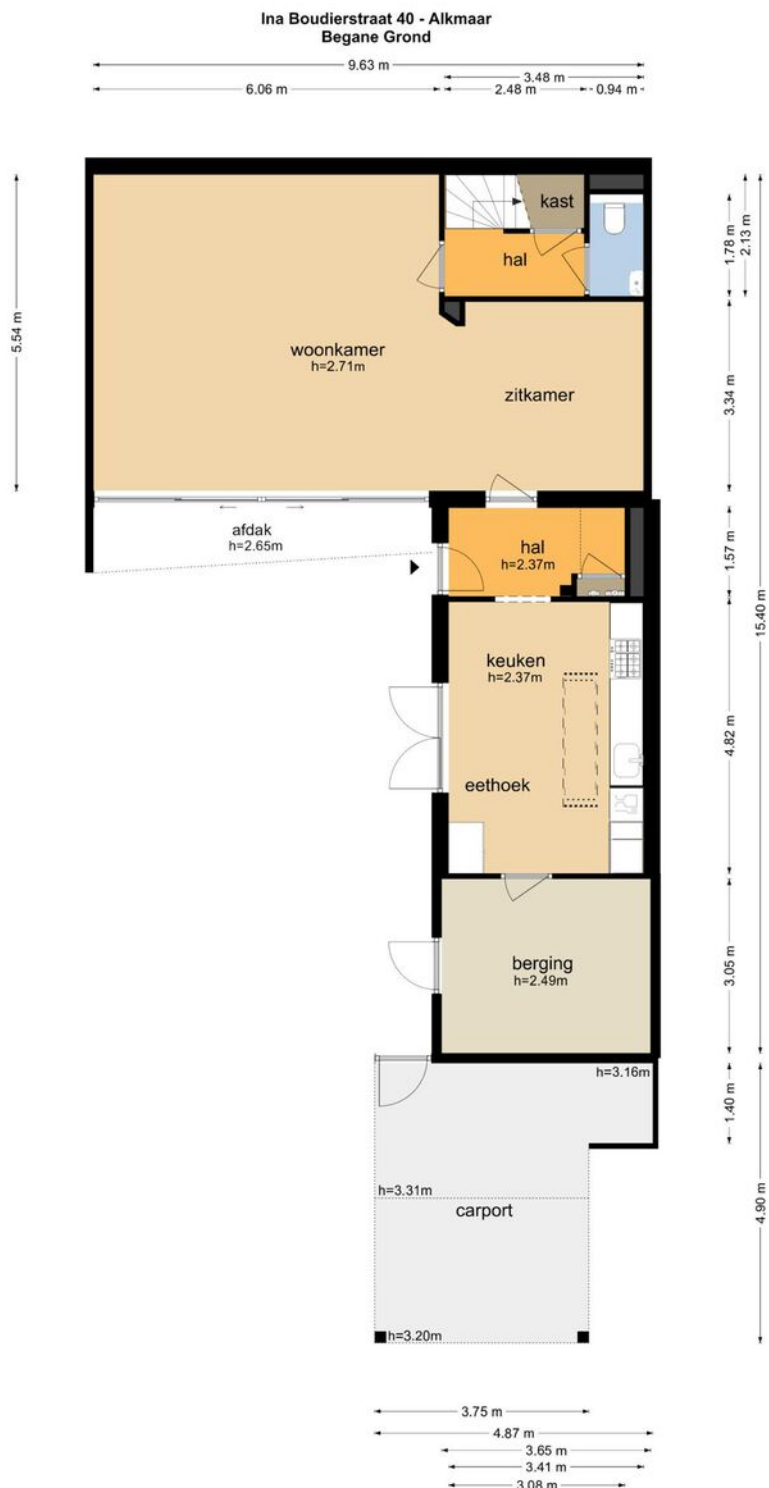 Ina Boudierstraat 40 - Alkmaar
Begane Grond
9.63 m
3.48 m
6.06 m
2.48 m
0.94 m
kast
hal
1.78 m
2.13 m
5.54 m
woonkamer
h=2.71m
zitkamer
3.34 m
afdak
h=2.65m
hal
h=2.37m
1.57 m
15.40 m
keuken
h=2.37m
4.82 m
eethoek
berging
h=2.49m
3.05 m
h=3.16m
1.40 m
h=3.31m
carport
4.90 m
h=3.20m
3.75 m
4.87 m
3.65 m
3.41 m
3.08 m